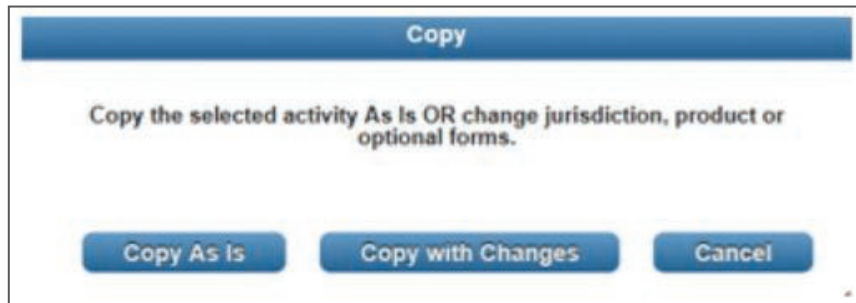 Copy
Copy the selected activity As Is OR change jurisdiction, product or
optional forms.
Copy As Is Copy with Changes Cancel